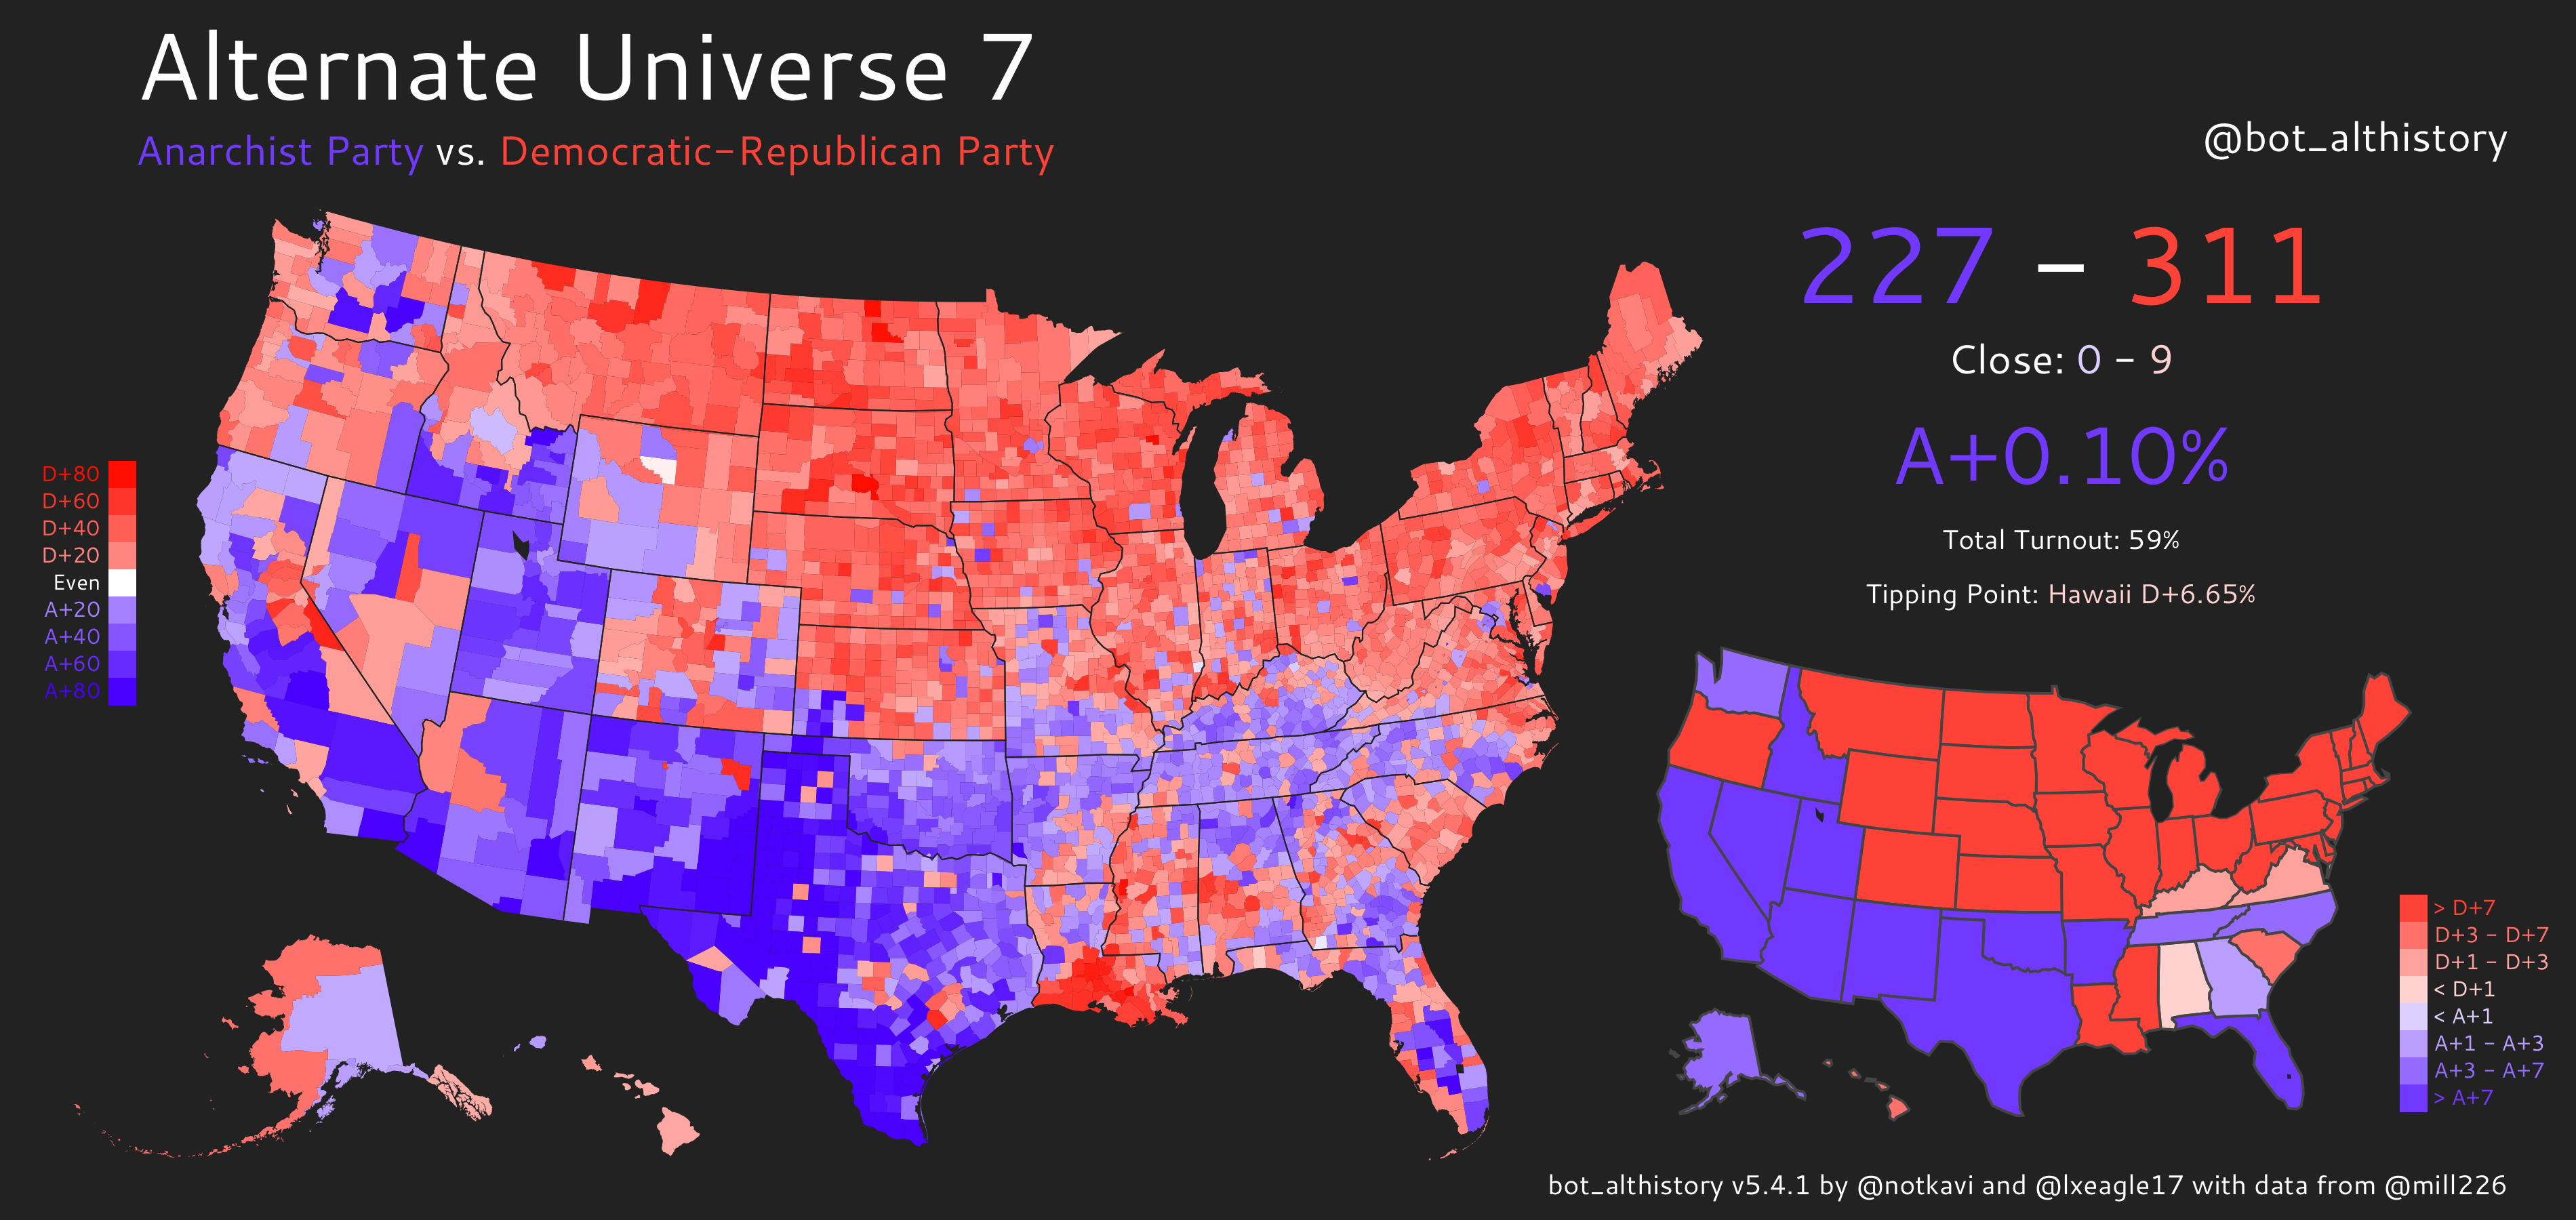 Alternate Universe 7
Anarchist Party vs. Democratic-Republican Party
@bot_althistory
227 - 311
Close: 0 - 9
A+0.10%
Total Turnout: 59%
Tipping Point: Hawaii D+6.65%
D+80
D+60
D+40
D+20
Even
A+20
A+40
A+60
A+80
> D+7
D+3 - D+7
D+1 - D+3
< D+1
< A+1
A+1 - A+3
A+3 - A+7
> A+7
bot_althistory v5.4.1 by @notkavi and @lxeagle17 with data from @mill226